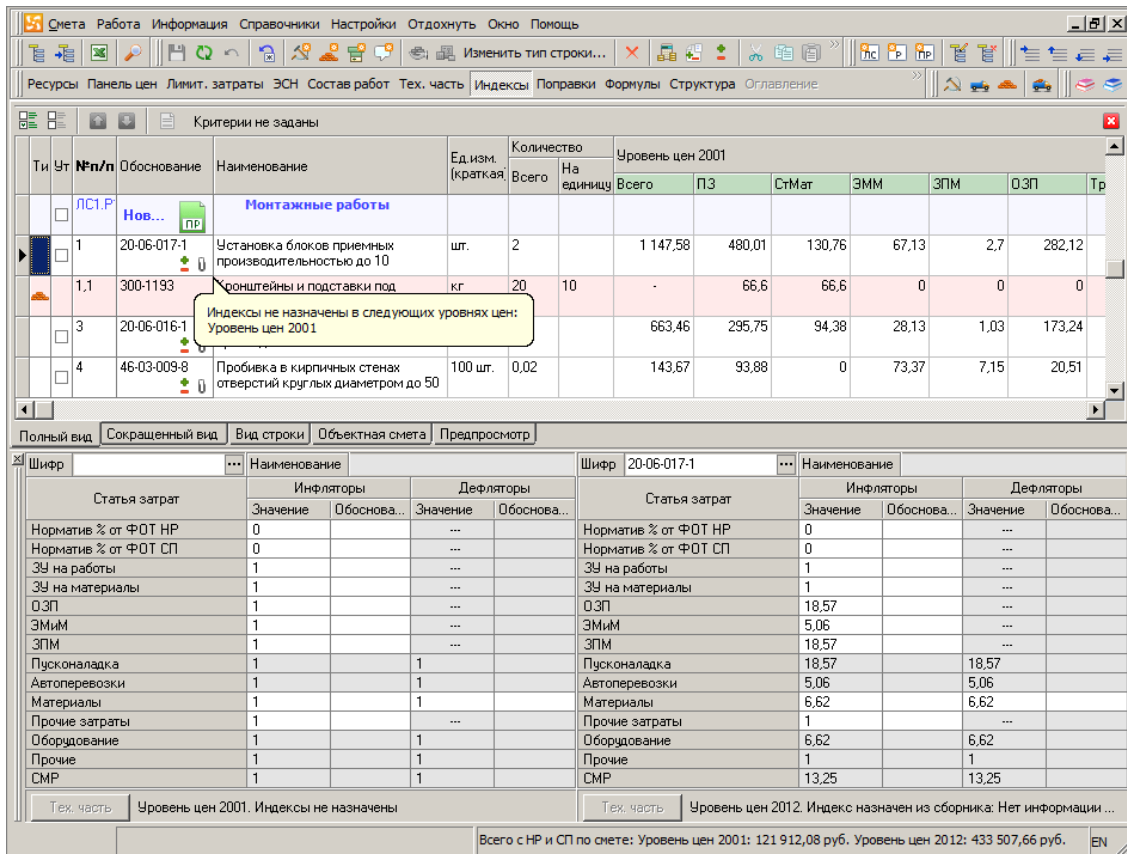 Смета Работа Информация Справочники Настройки Отдохнуть Окно Помощь
Изменить тип строки...
Ресурсы Панель цен Лимит. затраты ЭСН Состав работ Тех. часть Индексы Поправки Формулы Структура Оглавление
Критерии не заданы
Ти Ут №п/п Обоснование Наименование Ед.изм. (краткая) Количество Уровень цен 2001
Всего На единицу Всего ПЗ СтМат ЭММ ЗПМ ОЗП Тр
ЛС1.Р Нов... ПР Монтажные работы
1 20-06-017-1 Установка блоков приемных шт. 2 1 147,58 480,01 130,76 67,13 2,7 282,12
производительностью до 10
1,1 300-1193 Кронштейны и подставки под кг 20 10 - 66,6 66,6 0 0 0
Индексы не назначены в следующих уровнях цен:
Уровень цен 2001
3 20-06-016-1 663,46 295,75 94,38 28,13 1,03 173,24
4 46-03-009-8 Пробивка в кирпичных стенах 100 шт. 0,02 143,67 93,88 0 73,37 7,15 20,51
отверстий круглых диаметром до 50
Полный вид Сокращенный вид Вид строки Объектная смета Предпросмотр
Шифр ... Наименование Шифр 20-06-017-1 ... Наименование
Статья затрат Инфляторы Дефляторы Статья затрат Инфляторы Дефляторы
Значение Обоснова... Значение Обоснова... Значение Обоснова... Значение Обоснова...
Норматив % от ФОТ НР 0 --- Норматив % от ФОТ НР 0 ---
Норматив % от ФОТ СП 0 --- Норматив % от ФОТ СП 0 ---
ЗУ на работы 1 --- ЗУ на работы 1 ---
ЗУ на материалы 1 --- ЗУ на материалы 1 ---
ОЗП 1 --- ОЗП 18,57 ---
ЭМиМ 1 --- ЭМиМ 5,06 ---
ЗПМ 1 --- ЗПМ 18,57 ---
Пусконаладка 1 1 Пусконаладка 18,57 18,57
Автоперевозки 1 1 Автоперевозки 5,06 5,06
Материалы 1 1 Материалы 6,62 6,62
Прочие затраты 1 --- Прочие затраты 1 ---
Оборудование 1 1 Оборудование 6,62 6,62
Прочие 1 1 Прочие 1 1
СМР 1 1 СМР 13,25 13,25
Тех. часть Уровень цен 2001. Индексы не назначены Тех. часть Уровень цен 2012. Индекс назначен из сборника: Нет информации ...
Всего с НР и СП по смете: Уровень цен 2001: 121 912,08 руб. Уровень цен 2012: 433 507,66 руб. EN